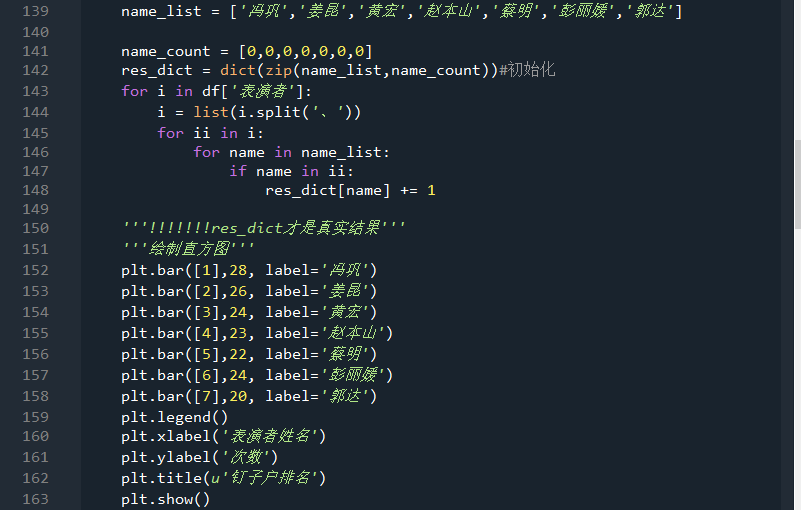 139 name_list = ['冯巩','姜昆','黄宏','赵本山','蔡明','彭丽媛','郭达']
140
141 name_count = [0,0,0,0,0,0,0]
142 res_dict = dict(zip(name_list,name_count))#初始化
143 for i in df['表演者']:
144 i = list(i.split('、'))
145 for ii in i:
146 for name in name_list:
147 if name in ii:
148 res_dict[name] += 1
149
150 '''!!!!!!!res_dict才是真实结果'''
151 '''绘制直方图'''
152 plt.bar([1],28, label='冯巩')
153 plt.bar([2],26, label='姜昆')
154 plt.bar([3],24, label='黄宏')
155 plt.bar([4],23, label='赵本山')
156 plt.bar([5],22, label='蔡明')
157 plt.bar([6],24, label='彭丽媛')
158 plt.bar([7],20, label='郭达')
159 plt.legend()
160 plt.xlabel('表演者姓名')
161 plt.ylabel('次数')
162 plt.title(u'钉子户排名')
163 plt.show()